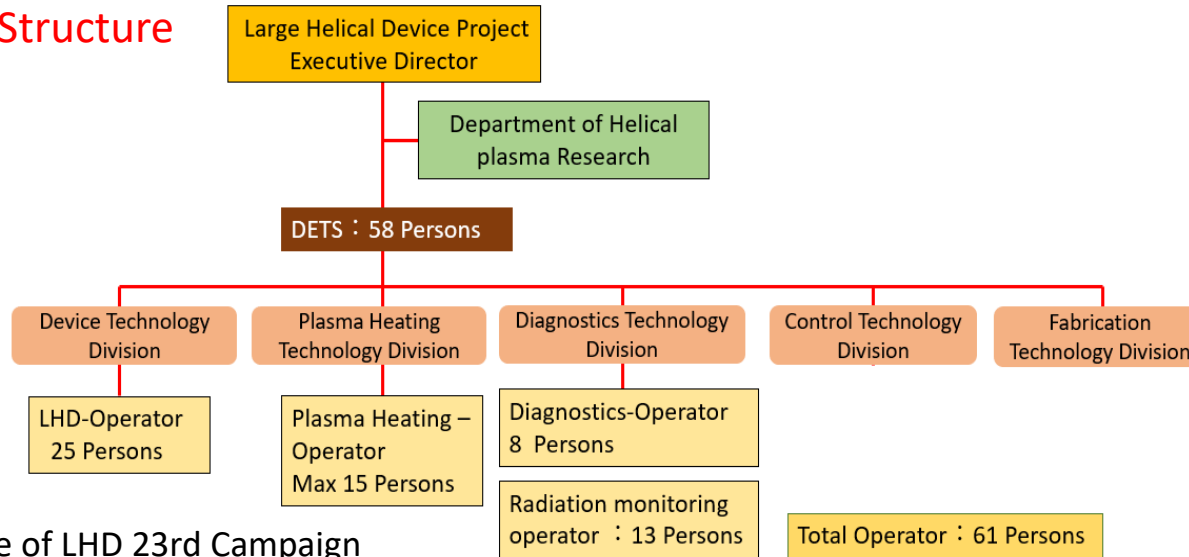 Structure
Large Helical Device Project
Executive Director
Department of Helical
plasma Research
DETS：58 Persons
Device Technology
Division
Plasma Heating
Technology Division
Diagnostics Technology
Division
Control Technology
Division
Fabrication
Technology Division
LHD-Operator
25 Persons
Plasma Heating –
Operator
Max 15 Persons
Diagnostics-Operator
8 Persons
Radiation monitoring
operator ：13 Persons
Total Operator：61 Persons
e of LHD 23rd Campaign